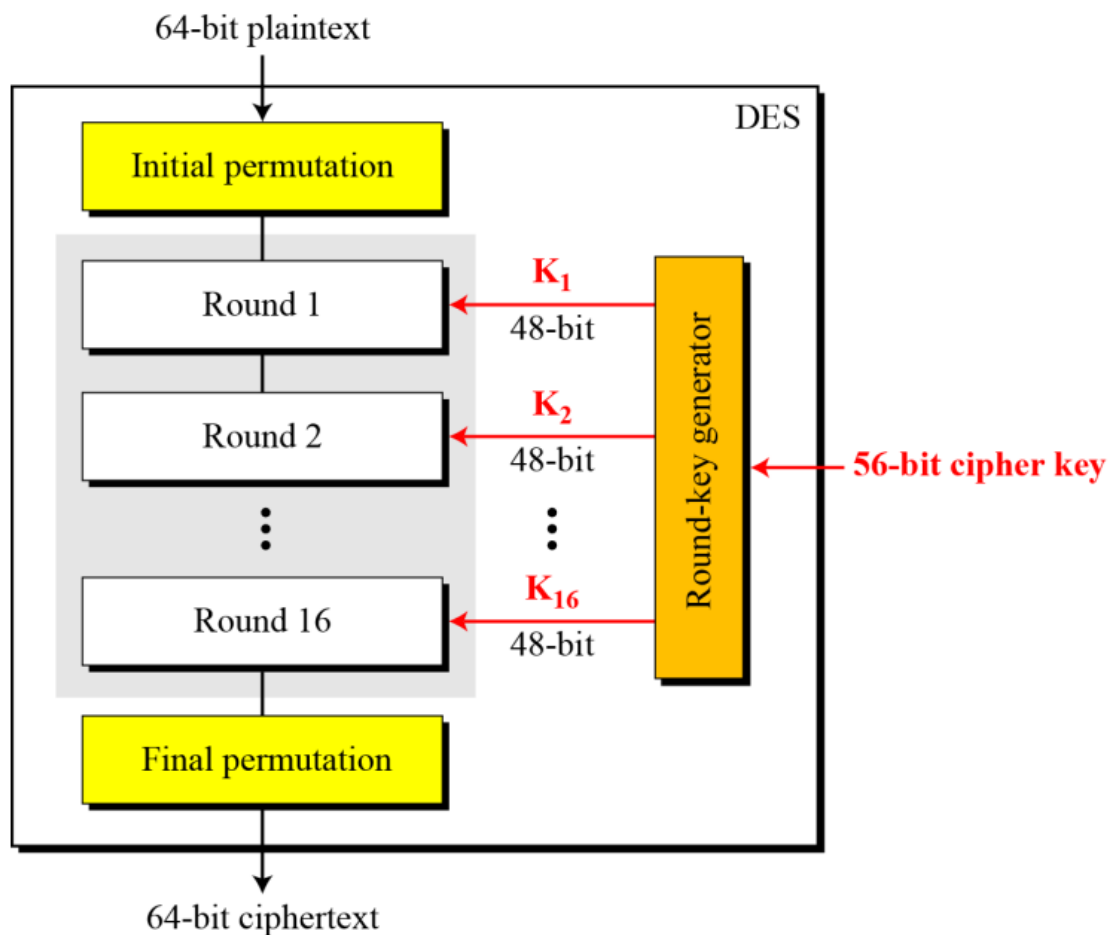 64-bit plaintext
DES
Initial permutation
K₁
Round 1
48-bit
K₂
Round 2
48-bit
Round-key generator
56-bit cipher key
K₁₆
Round 16
48-bit
Final permutation
64-bit ciphertext